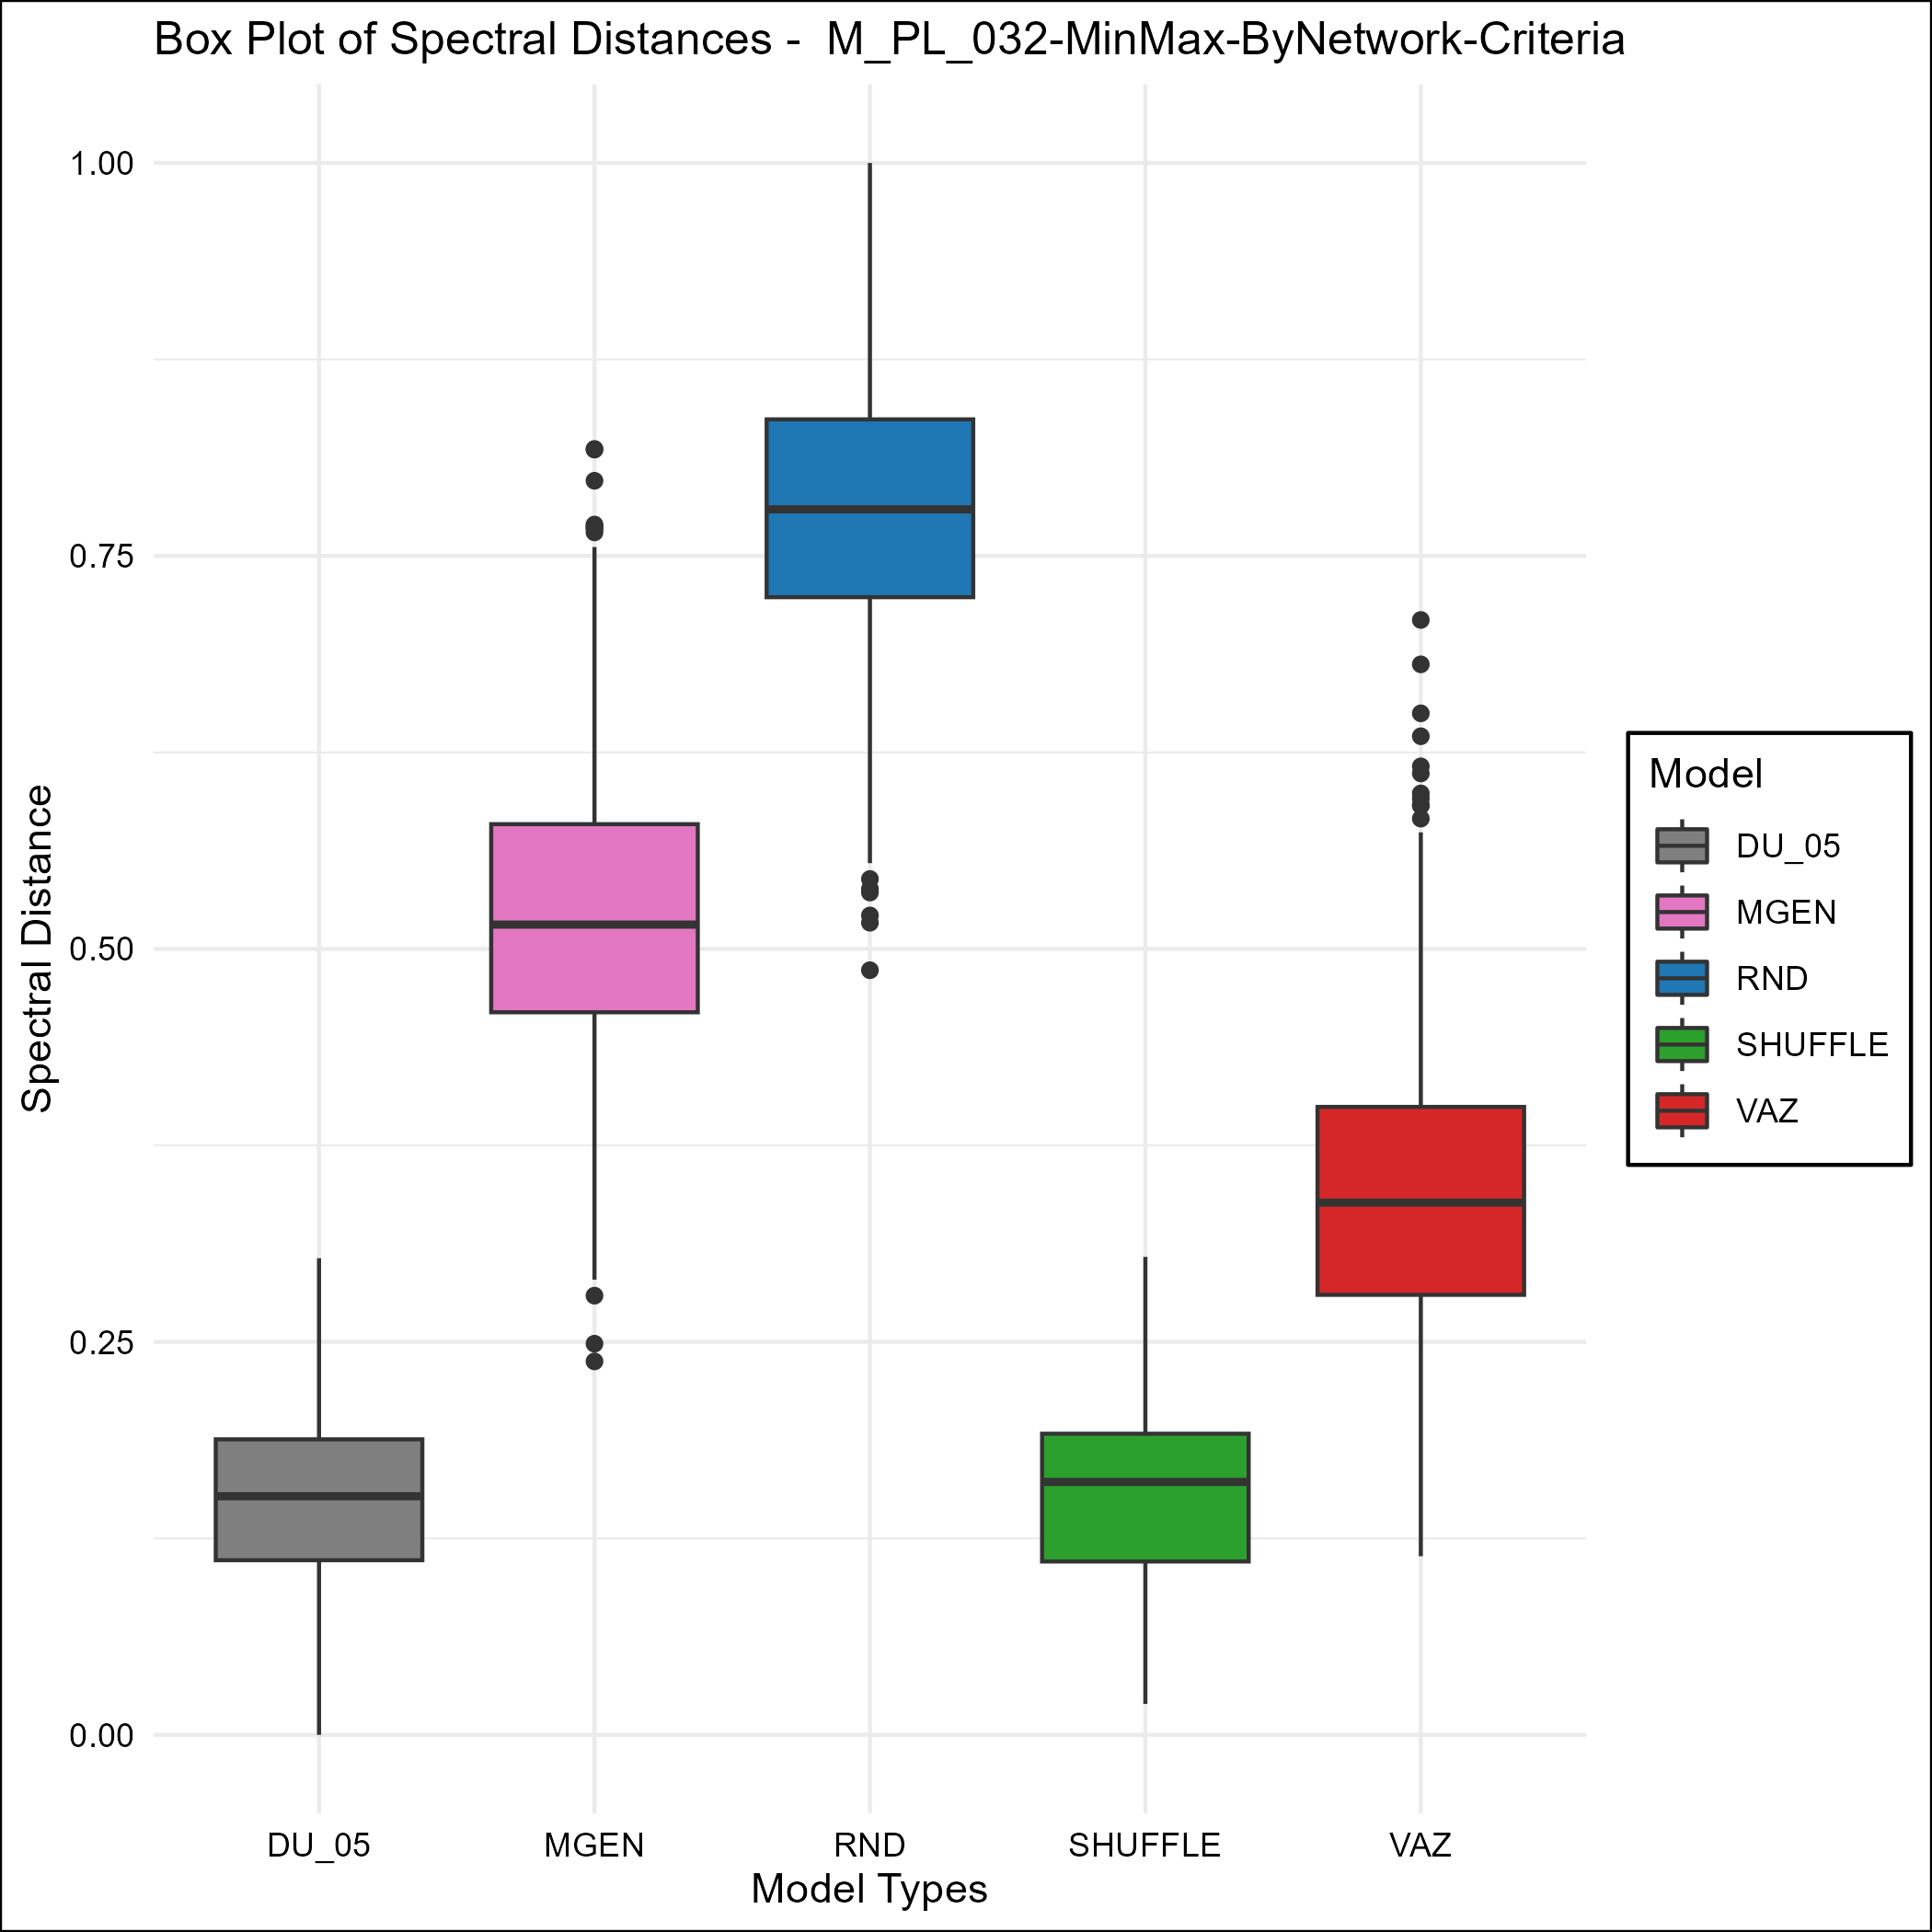 Box Plot of Spectral Distances -  M_PL_032-MinMax-ByNetwork-Criteria
Spectral Distance
1.00
0.75
0.50
0.25
0.00
DU_05
MGEN
RND
SHUFFLE
VAZ
Model Types
Model
DU_05
MGEN
RND
SHUFFLE
VAZ